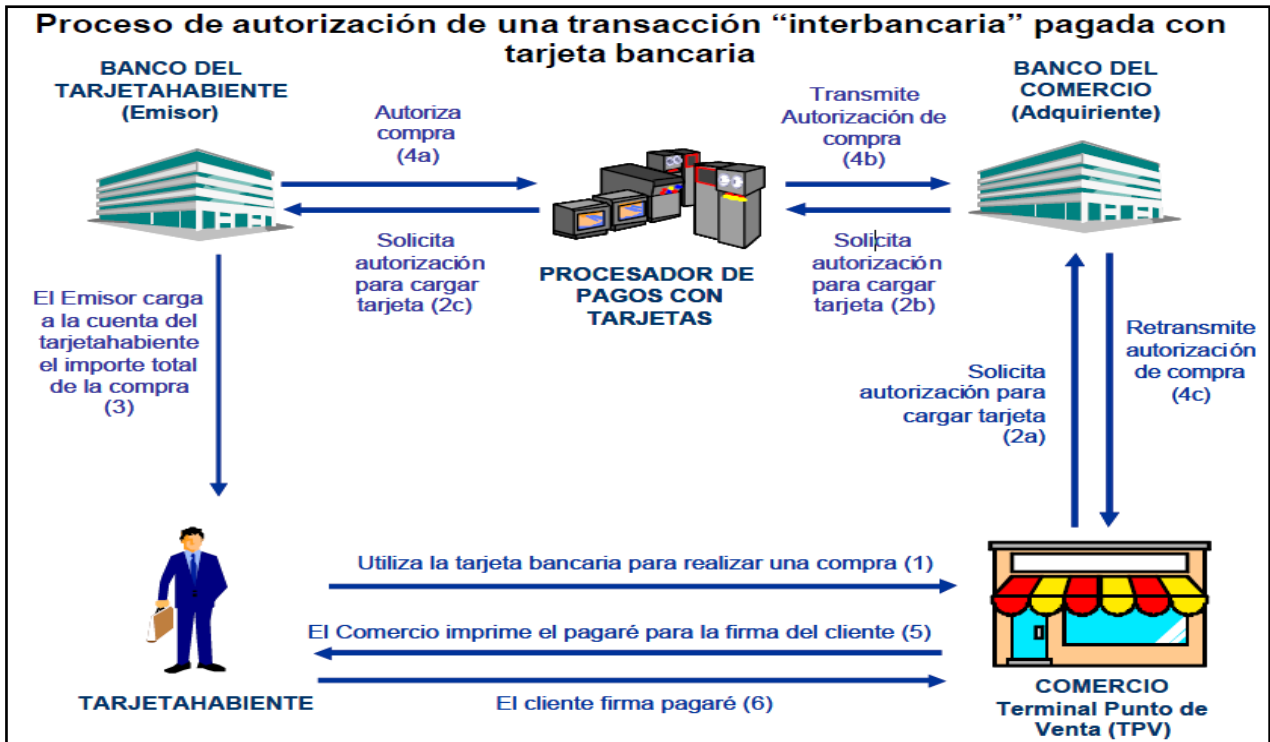 Proceso de autorización de una transacción “interbancaria” pagada con
tarjeta bancaria
BANCO DEL
TARJETAHABIENTE
(Emisor)
Autoriza
compra
(4a)
Transmite
Autorización de
compra
(4b)
BANCO DEL
COMERCIO
(Adquiriente)
Solicita
autorización
para cargar
tarjeta (2c)
PROCESADOR DE
PAGOS CON
TARJETAS
Solicita
autorización
para cargar
tarjeta (2b)
El Emisor carga
a la cuenta del
tarjetahabiente
el importe total
de la compra
(3)
Solicita
autorización para
cargar tarjeta
(2a)
Retransmite
autorización
de compra
(4c)
Utiliza la tarjeta bancaria para realizar una compra (1)
El Comercio imprime el pagaré para la firma del cliente (5)
El cliente firma pagaré (6)
TARJETAHABIENTE
COMERCIO
Terminal Punto de
Venta (TPV)